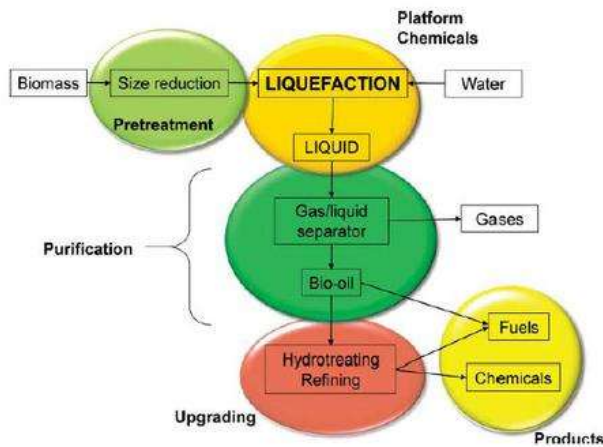 Platform
Chemicals
Biomass
Size reduction
LIQUEFACTION
Water
Pretreatment
LIQUID
Gas/liquid
separator
Gases
Purification
Bio-oil
Fuels
Hydrotreating
Refining
Chemicals
Upgrading
Products